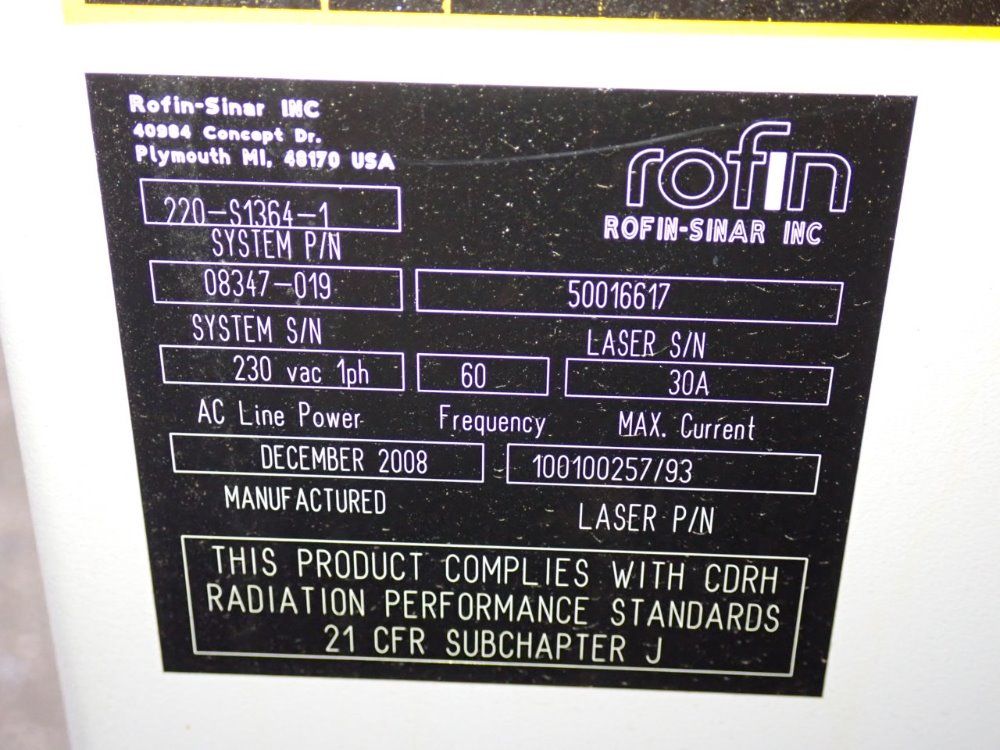 Rofin-Sinar INC
40984 Concept Dr.
Plymouth MI, 48170 USA
rofin
ROFIN-SINAR INC
220-S1364-1
SYSTEM P/N
08347-019
50016617
SYSTEM S/N
LASER S/N
230 vac 1ph
60
30A
AC Line Power
Frequency
MAX. Current
DECEMBER 2008
100100257/93
MANUFACTURED
LASER P/N
THIS PRODUCT COMPLIES WITH CDRH
RADIATION PERFORMANCE STANDARDS
21 CFR SUBCHAPTER J